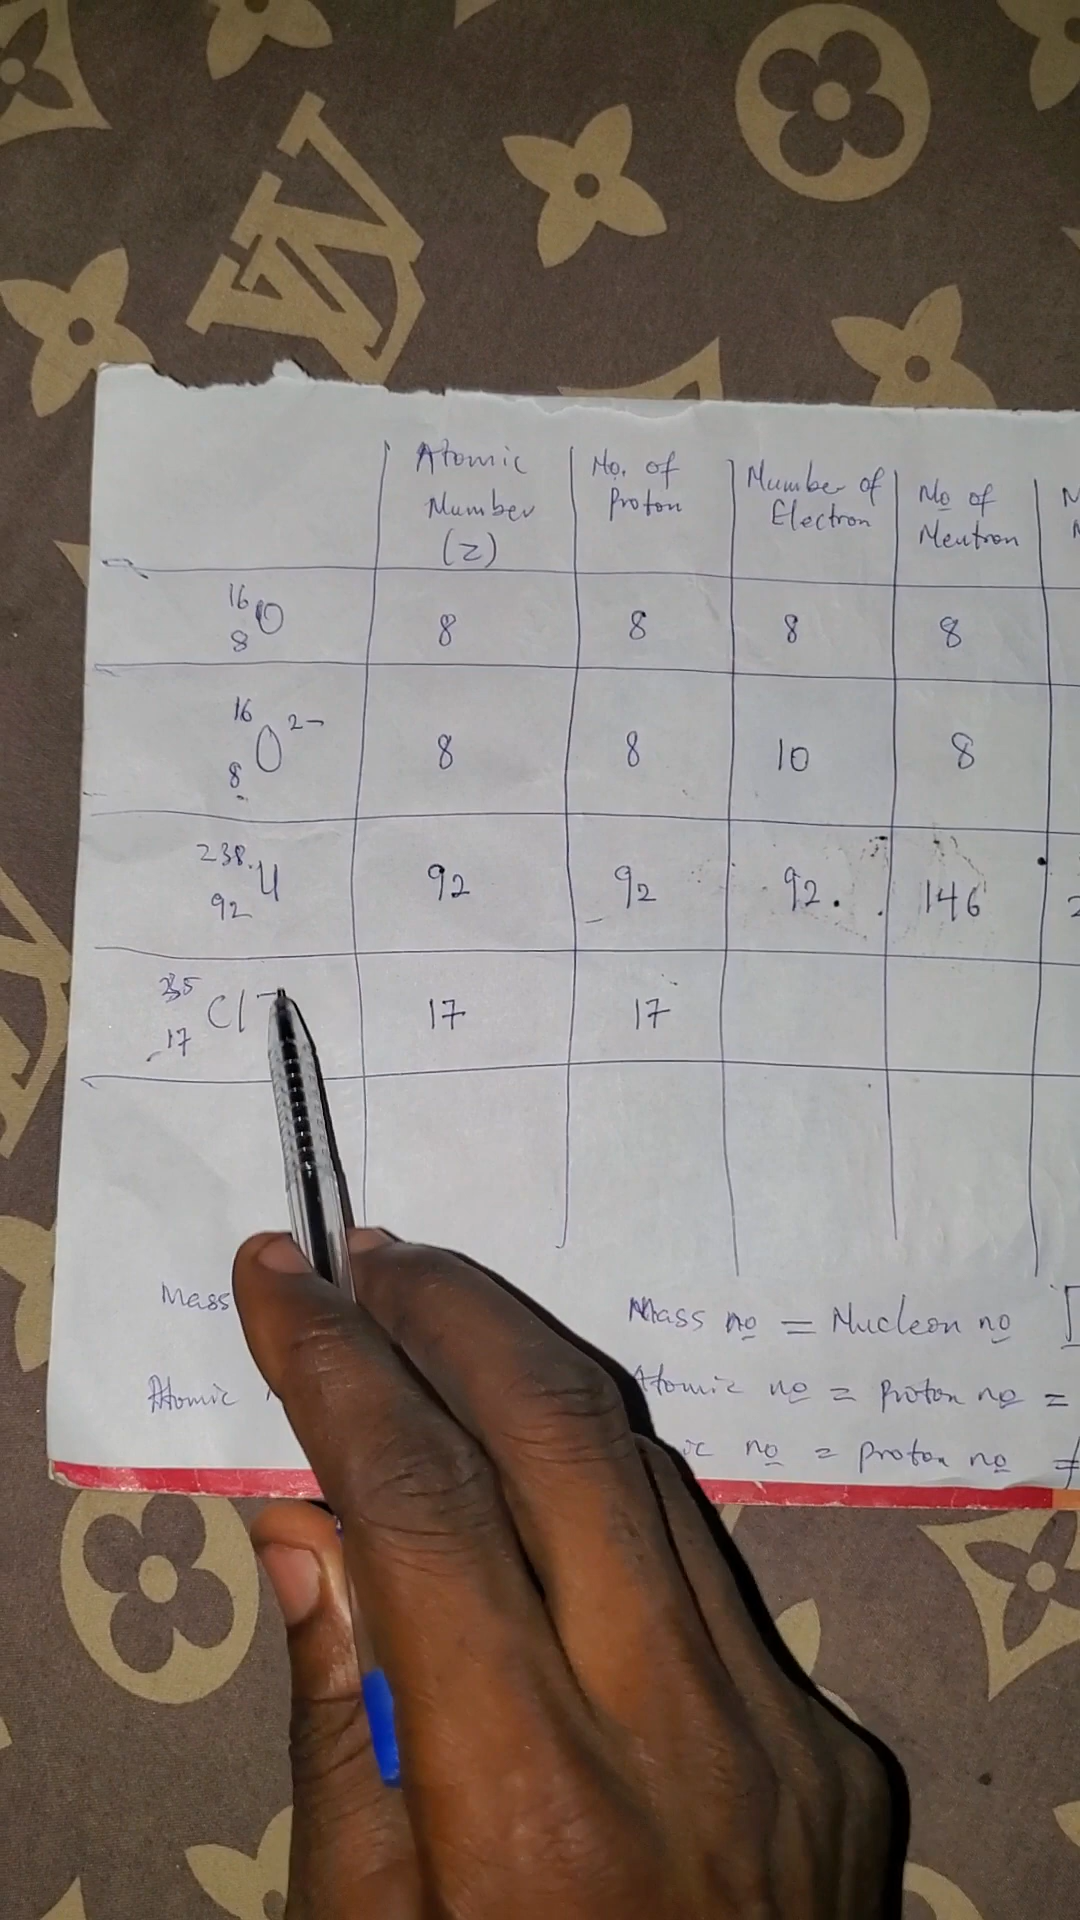 Atomic Number (Z) | No. of Proton | Number of Electron | No of Neutron
16 8 O | 8 | 8 | 8 | 8
16 8 O 2- | 8 | 8 | 10 | 8
238 92 U | 92 | 92 | 92. | 146 | 2
35 17 Cl - | 17 | 17
Mass Mass no = Nucleon no
Atomic Atomic no = proton no =
ic no = proton no ≠